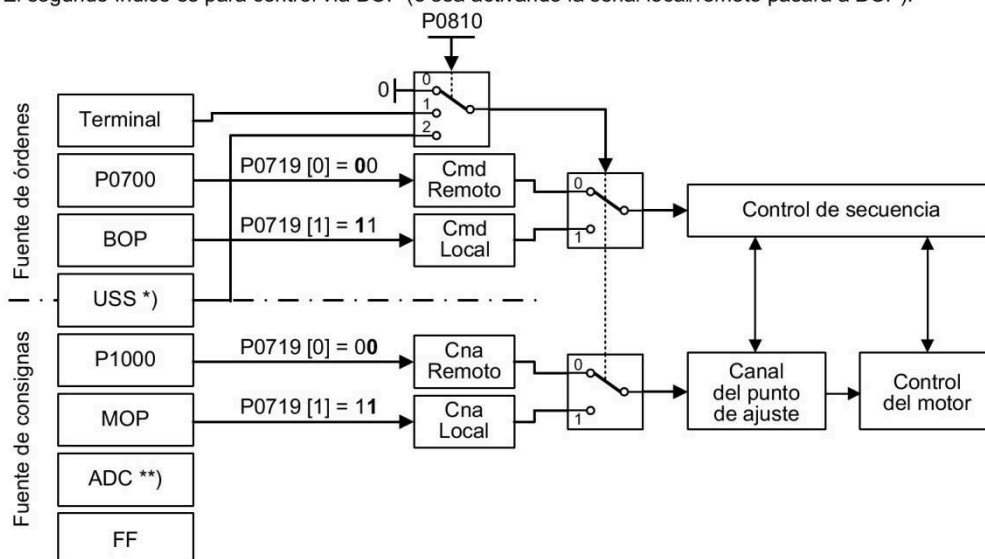 El segundo índice es para control vía BOP (o sea activando la señal local/remoto pasará a BOP).
P0810
0
0
1
2
Fuente de órdenes
Terminal
P0700
P0719 [0] = 00
Cmd
Remoto
BOP
P0719 [1] = 11
Cmd
Local
0
1
Control de secuencia
USS *)
Fuente de consignas
P1000
P0719 [0] = 00
Cna
Remoto
MOP
P0719 [1] = 11
Cna
Local
0
1
Canal
del punto
de ajuste
Control
del motor
ADC **)
FF